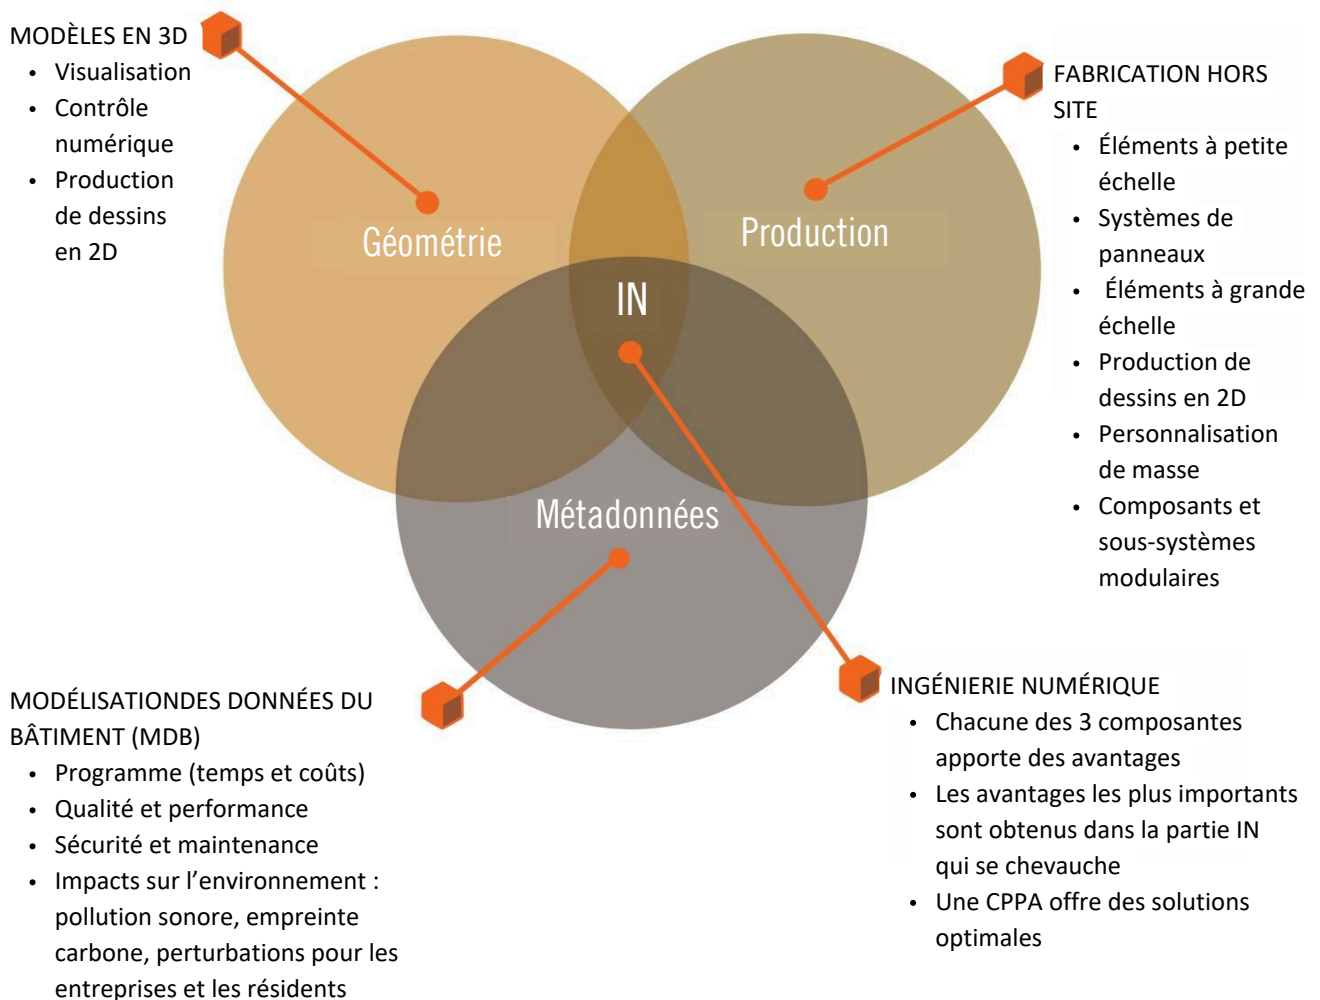 MODÈLES EN 3D
• Visualisation
• Contrôle
numérique
• Production
de dessins
en 2D
Géométrie
Production
IN
Métadonnées
FABRICATION HORS
SITE
• Éléments à petite
échelle
• Systèmes de
panneaux
• Éléments à grande
échelle
• Production de
dessins en 2D
• Personnalisation
de masse
• Composants et
sous-systèmes
modulaires
MODÉLISATIONDES DONNÉES DU
BÂTIMENT (MDB)
• Programme (temps et coûts)
• Qualité et performance
• Sécurité et maintenance
• Impacts sur l’environnement :
pollution sonore, empreinte
carbone, perturbations pour les
entreprises et les résidents
INGÉNIERIE NUMÉRIQUE
• Chacune des 3 composantes
apporte des avantages
• Les avantages les plus importants
sont obtenus dans la partie IN
qui se chevauche
• Une CPPA offre des solutions
optimales